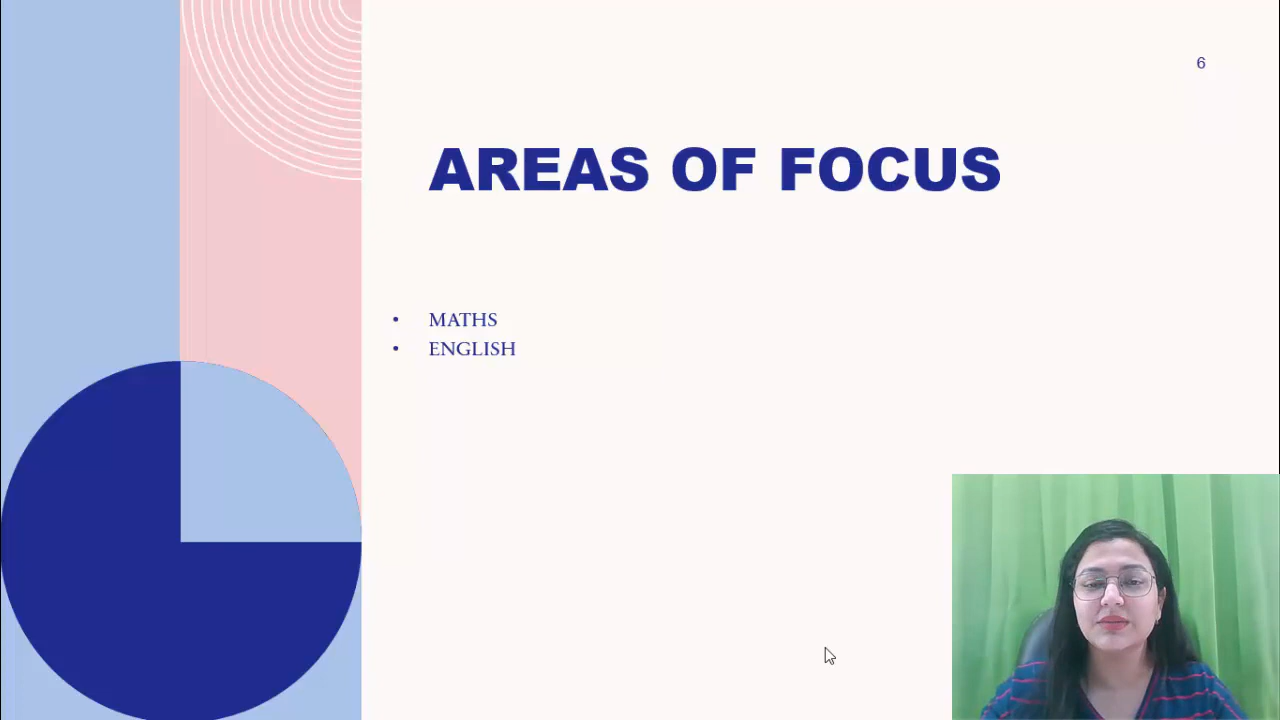 6
AREAS OF FOCUS
• MATHS
• ENGLISH